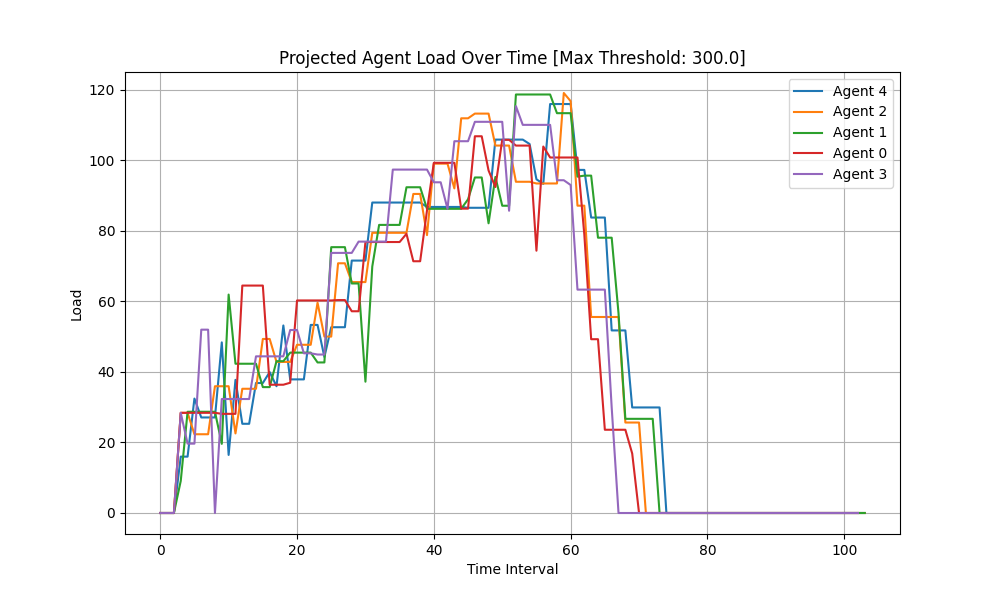 Projected Agent Load Over Time [Max Threshold: 300.0]
120
100
80
60
40
20
0
Load
Agent 4
Agent 2
Agent 1
Agent 0
Agent 3
0 20 40 60 80 100
Time Interval